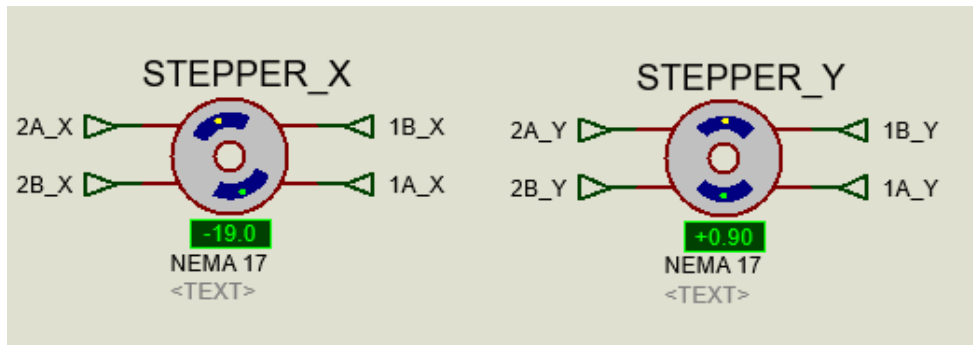 STEPPER_X
2A_X
1B_X
2B_X
1A_X
-19.0
NEMA 17
<TEXT>
STEPPER_Y
2A_Y
1B_Y
2B_Y
1A_Y
+0.90
NEMA 17
<TEXT>